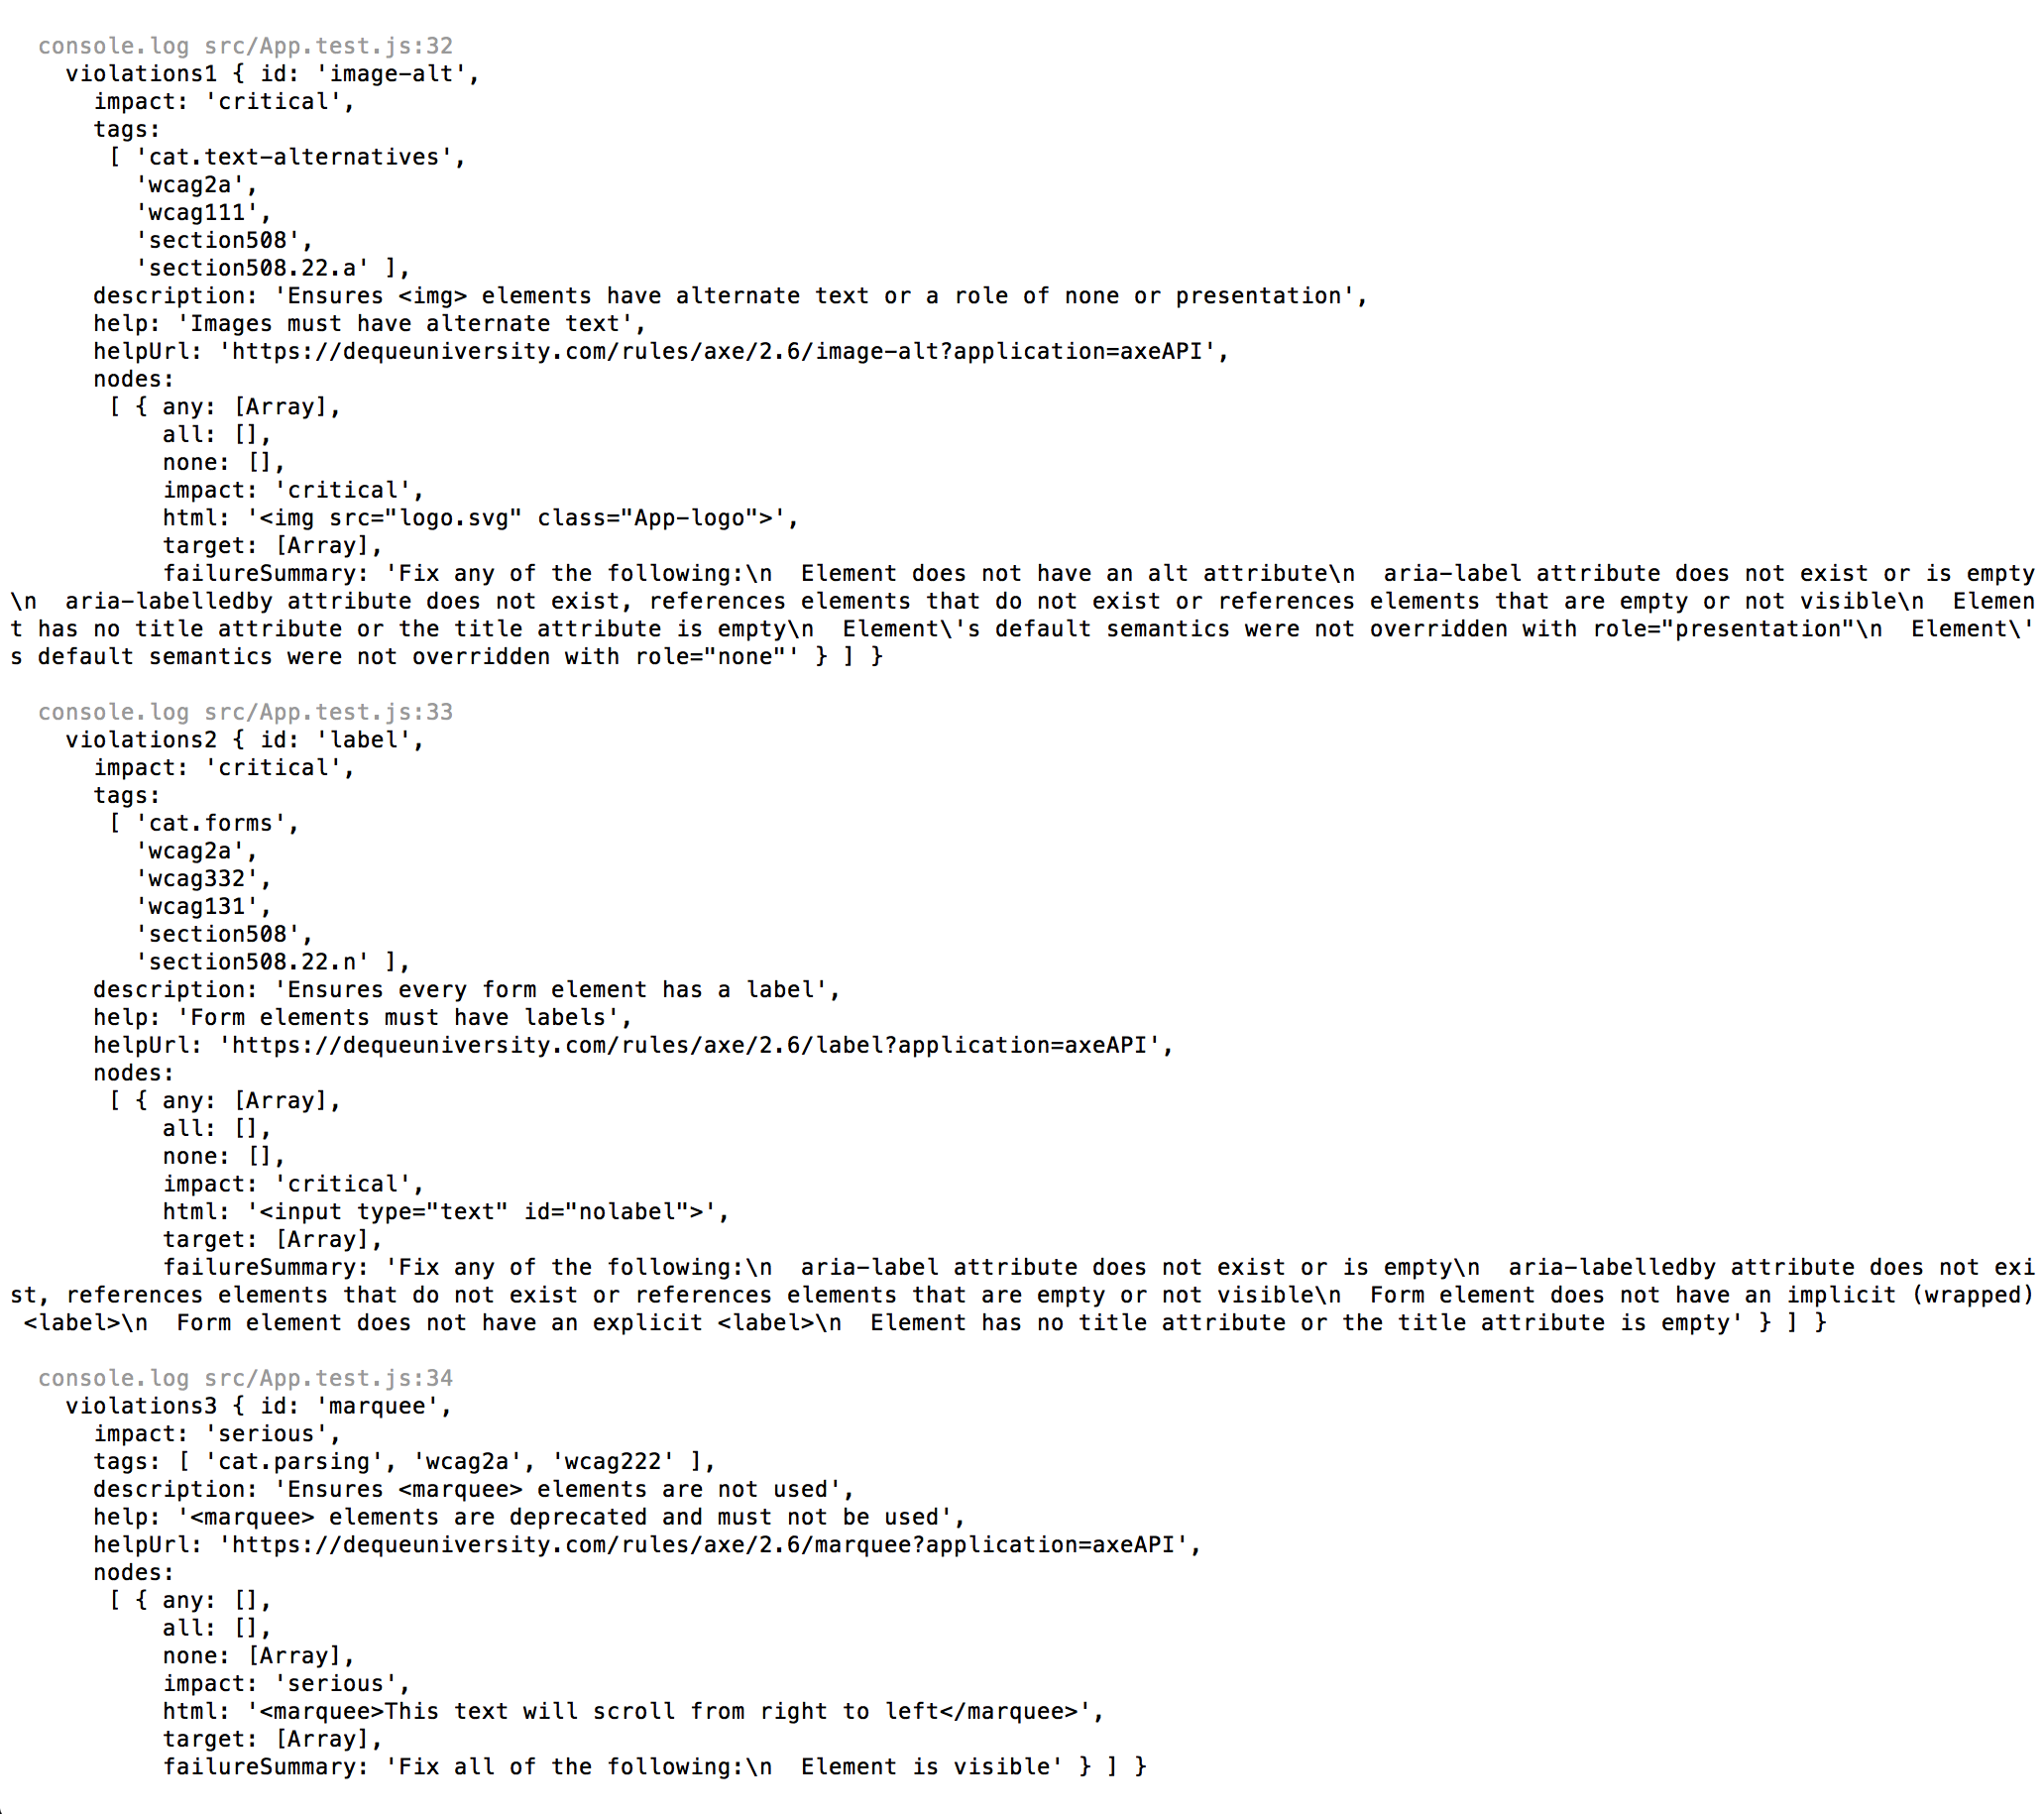 console.log src/App.test.js:32
violations1 { id: 'image-alt',
impact: 'critical',
tags:
[ 'cat.text-alternatives',
'wcag2a',
'wcag111',
'section508',
'section508.22.a' ],
description: 'Ensures <img> elements have alternate text or a role of none or presentation',
help: 'Images must have alternate text',
helpUrl: 'https://dequeuniversity.com/rules/axe/2.6/image-alt?application=axeAPI',
nodes:
[ { any: [Array],
all: [],
none: [],
impact: 'critical',
html: '<img src="logo.svg" class="App-logo">',
target: [Array],
failureSummary: 'Fix any of the following:\n  Element does not have an alt attribute\n  aria-label attribute does not exist or is empty
\n  aria-labelledby attribute does not exist, references elements that do not exist or references elements that are empty or not visible\n  Elemen
t has no title attribute or the title attribute is empty\n  Element\'s default semantics were not overridden with role="presentation"\n  Element\'
s default semantics were not overridden with role="none"' } ] }
console.log src/App.test.js:33
violations2 { id: 'label',
impact: 'critical',
tags:
[ 'cat.forms',
'wcag2a',
'wcag332',
'wcag131',
'section508',
'section508.22.n' ],
description: 'Ensures every form element has a label',
help: 'Form elements must have labels',
helpUrl: 'https://dequeuniversity.com/rules/axe/2.6/label?application=axeAPI',
nodes:
[ { any: [Array],
all: [],
none: [],
impact: 'critical',
html: '<input type="text" id="nolabel">',
target: [Array],
failureSummary: 'Fix any of the following:\n  aria-label attribute does not exist or is empty\n  aria-labelledby attribute does not exi
st, references elements that do not exist or references elements that are empty or not visible\n  Form element does not have an implicit (wrapped)
<label>\n  Form element does not have an explicit <label>\n  Element has no title attribute or the title attribute is empty' } ] }
console.log src/App.test.js:34
violations3 { id: 'marquee',
impact: 'serious',
tags: [ 'cat.parsing', 'wcag2a', 'wcag222' ],
description: 'Ensures <marquee> elements are not used',
help: '<marquee> elements are deprecated and must not be used',
helpUrl: 'https://dequeuniversity.com/rules/axe/2.6/marquee?application=axeAPI',
nodes:
[ { any: [],
all: [],
none: [Array],
impact: 'serious',
html: '<marquee>This text will scroll from right to left</marquee>',
target: [Array],
failureSummary: 'Fix all of the following:\n  Element is visible' } ] }